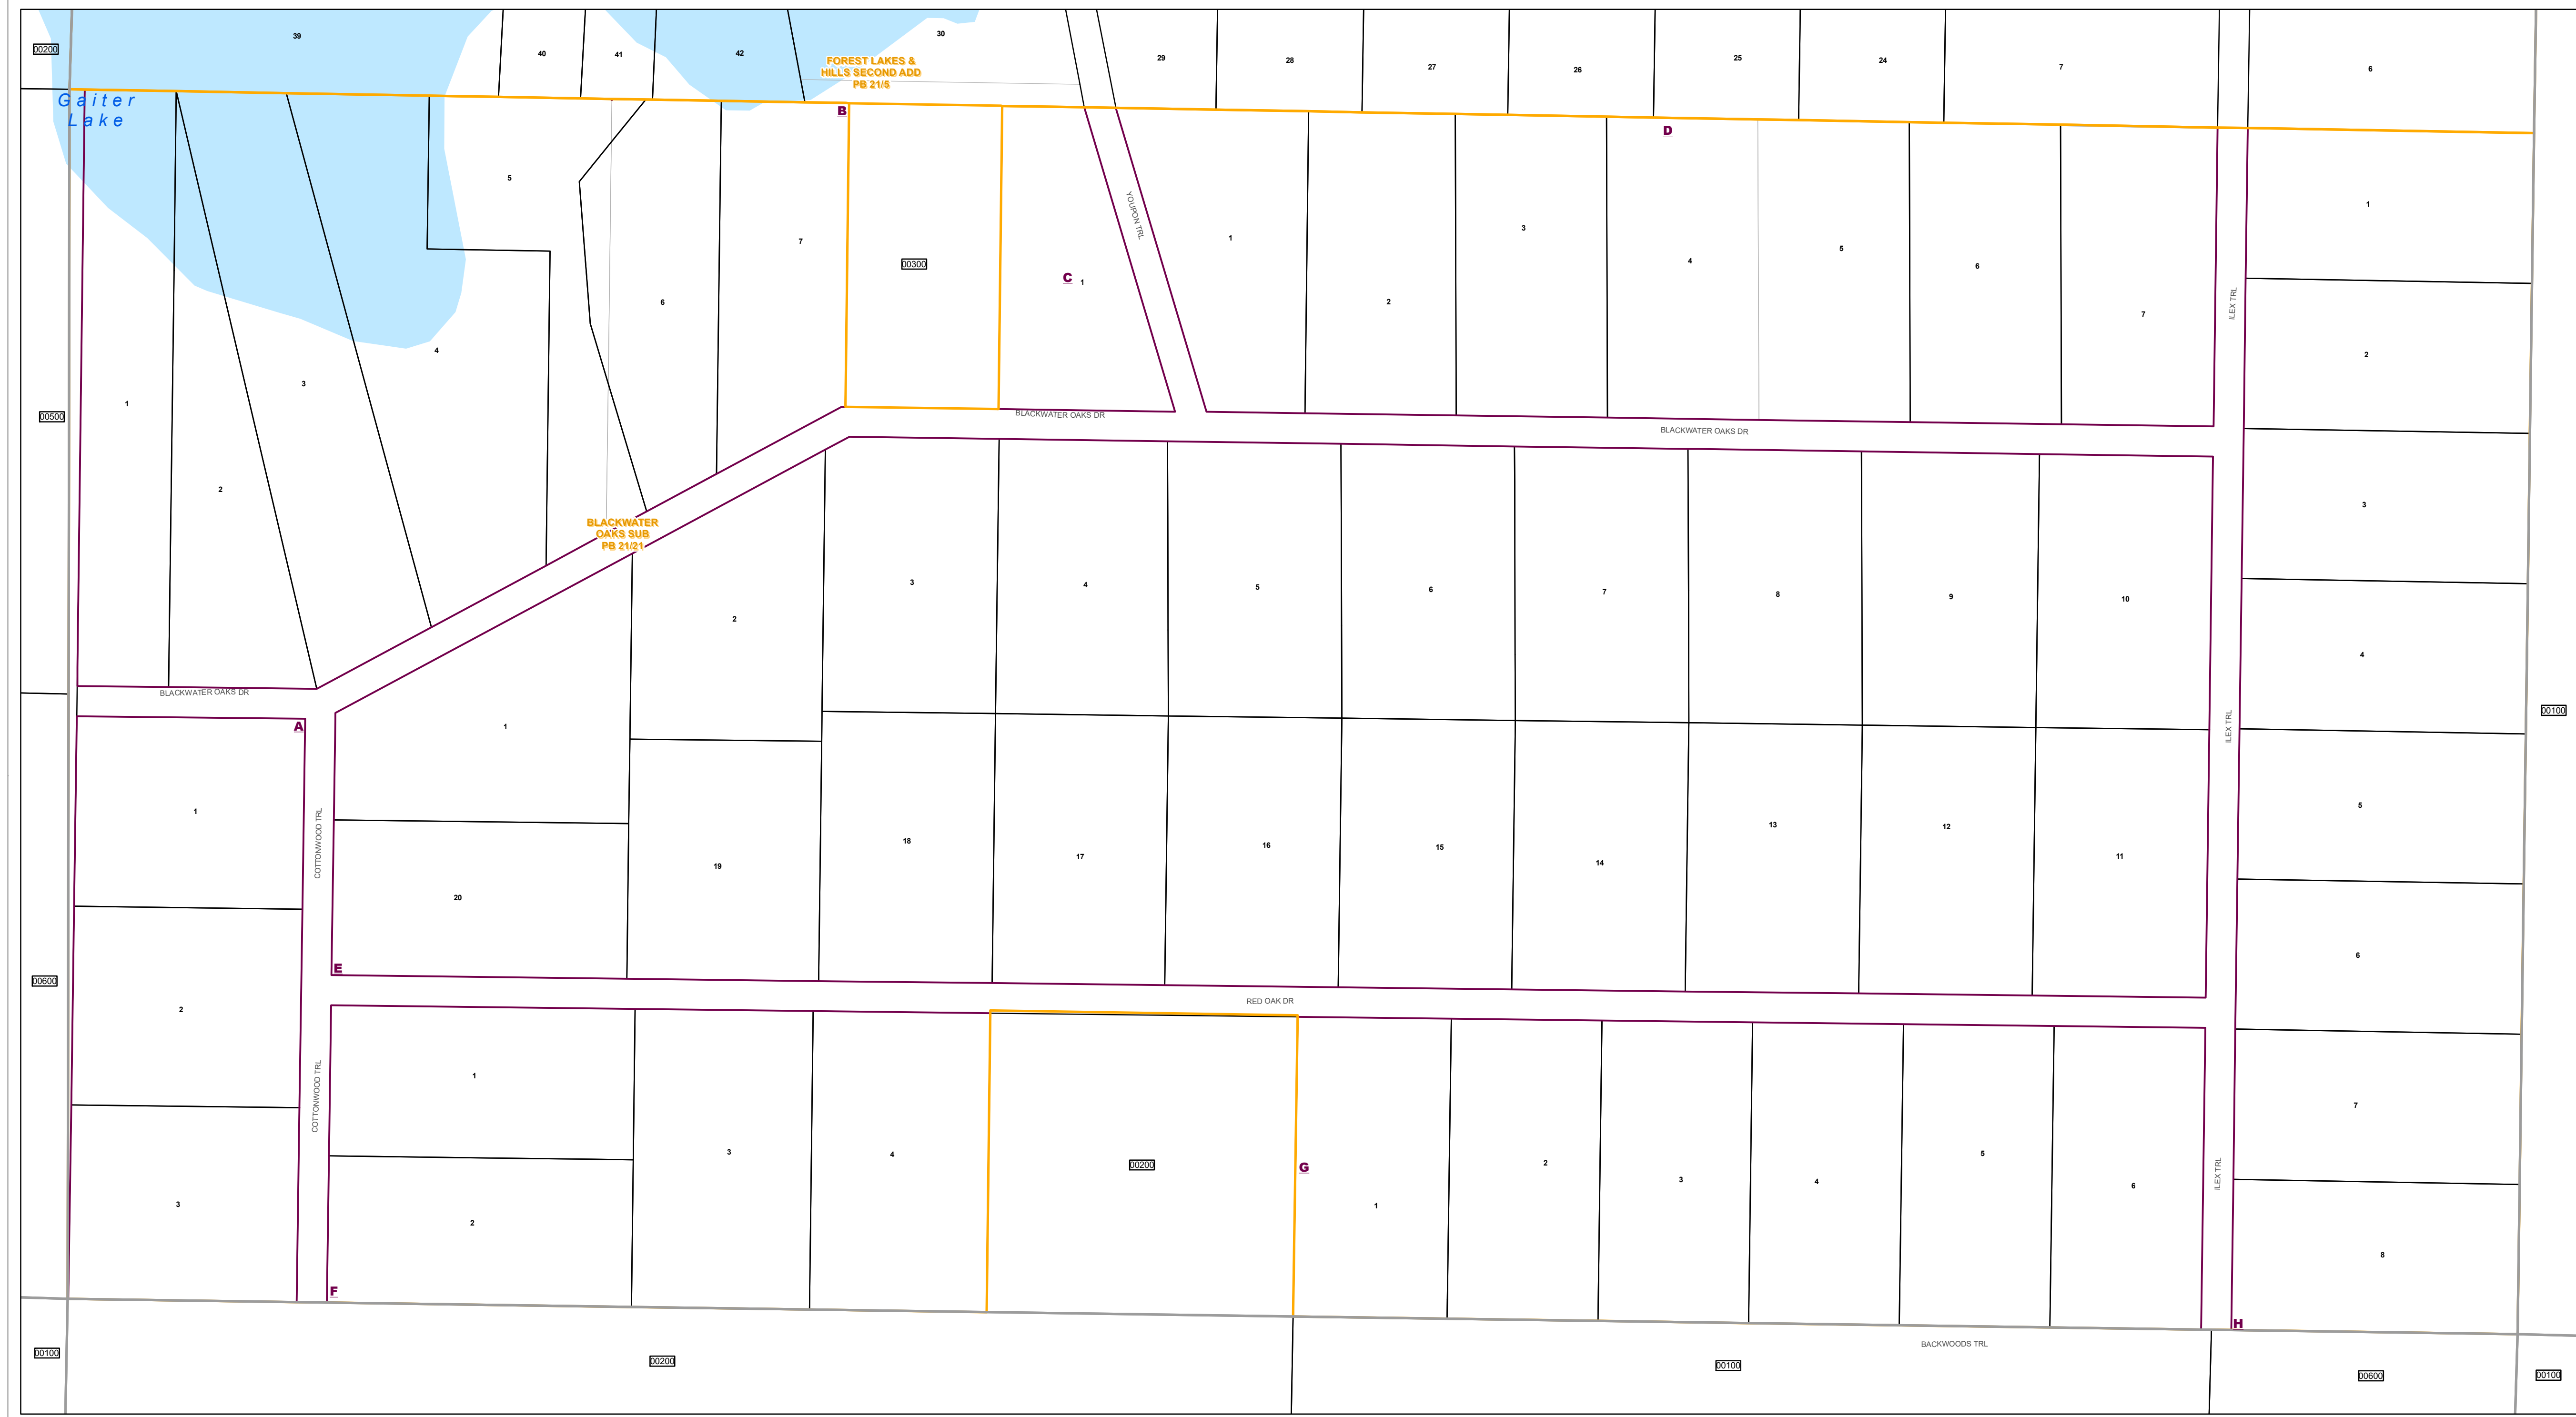 39
00200
40
41
42
30
FOREST LAKES &
HILLS SECOND ADD
PB 21/5
29
28
27
26
25
24
7
6
Gaiter
Lake
B
D
5
7
6
00300
C 1
YOUPON TRL
1
2
3
4
5
6
7
ILEX TRL
1
2
3
4
5
6
7
8
00500
1
2
3
4
BLACKWATER OAKS DR
BLACKWATER OAKS DR
BLACKWATER
OAKS SUB
PB 21/21
BLACKWATER OAKS DR
A
1
2
3
4
5
6
7
8
9
10
ILEX TRL
00100
COTTONWOOD TRL
1
20
19
18
17
16
15
14
13
12
11
E
00600
2
3
RED OAK DR
COTTONWOOD TRL
1
2
3
4
00200
G
1
2
3
4
5
6
ILEX TRL
F
H
BACKWOODS TRL
00100
00200
00100
00600
00100